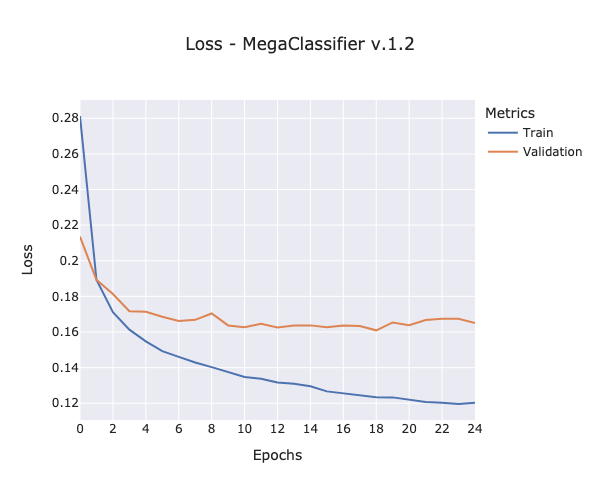 Loss - MegaClassifier v.1.2
Metrics
Train
Validation
Loss
0.28
0.26
0.24
0.22
0.2
0.18
0.16
0.14
0.12
0 2 4 6 8 10 12 14 16 18 20 22 24
Epochs